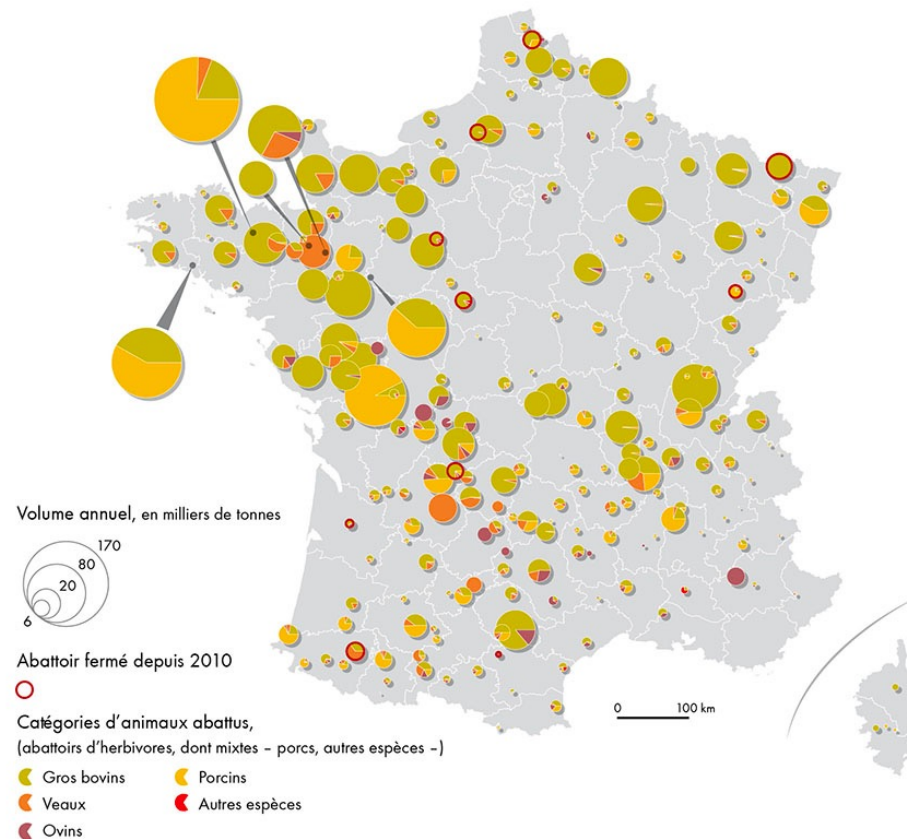 Volume annuel, en milliers de tonnes
170
80
20
6
Abattoir fermé depuis 2010
Catégories d'animaux abattus,
(abattoirs d'herbivores, dont mixtes – porcs, autres espèces –)
Gros bovins
Porcins
Veaux
Autres espèces
Ovins
0 100 km